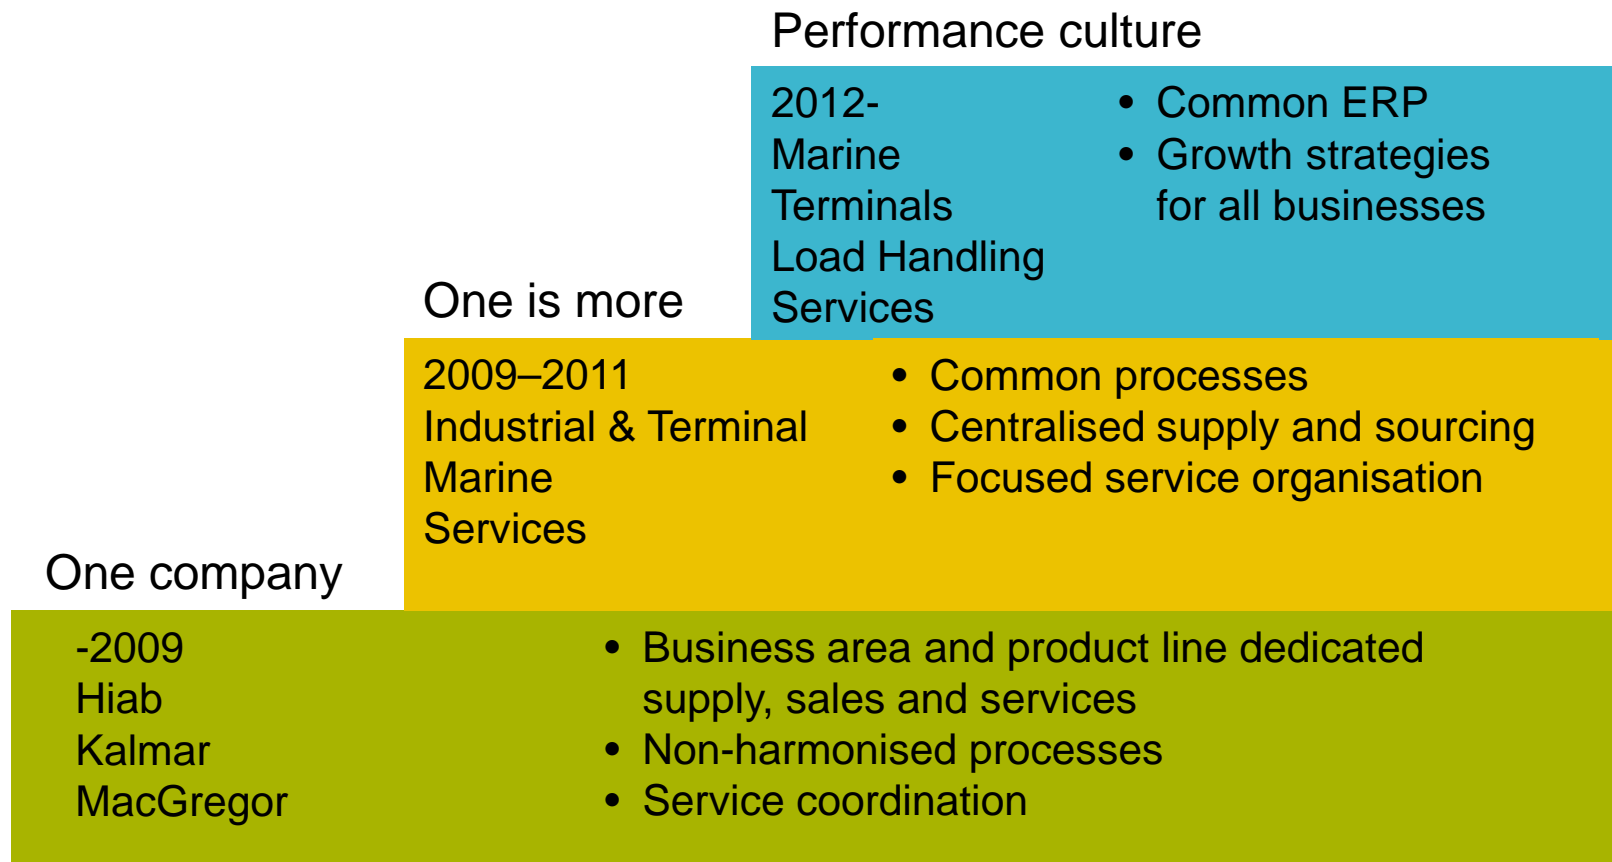 Performance culture
2012-
Marine
Terminals
Load Handling
Services
• Common ERP
• Growth strategies
for all businesses
One is more
2009–2011
Industrial & Terminal
Marine
Services
• Common processes
• Centralised supply and sourcing
• Focused service organisation
One company
-2009
Hiab
Kalmar
MacGregor
• Business area and product line dedicated
supply, sales and services
• Non-harmonised processes
• Service coordination